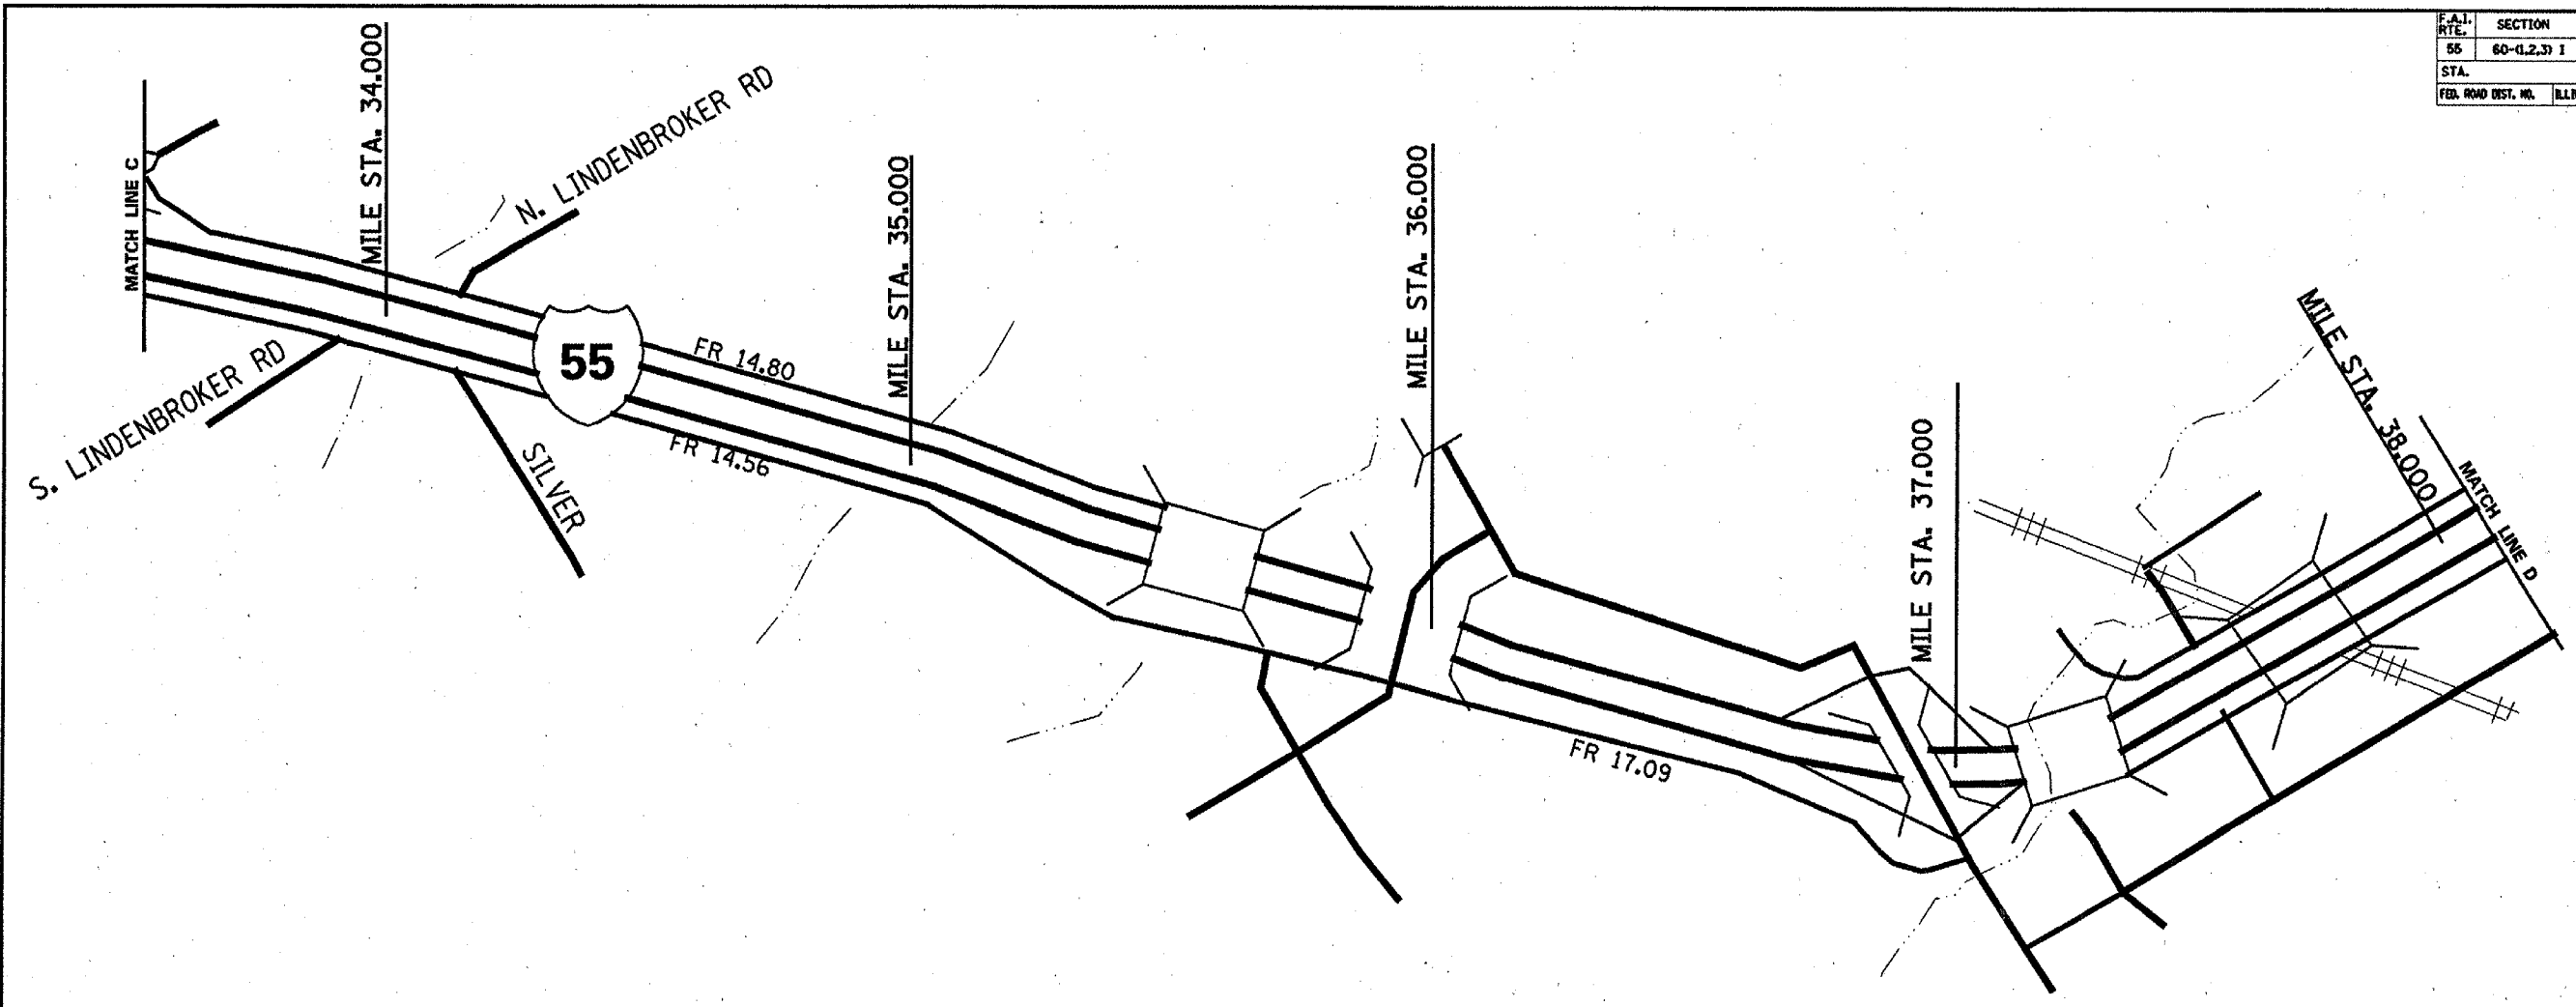 F.A.I. RTE. SECTION
55 60-(1,2,3) I
STA.
FED. ROAD DIST. NO.
MATCH LINE C
MILE STA. 34.000
N. LINDENBROKER RD
S. LINDENBROKER RD
SILVER
55
FR 14.80
FR 14.56
MILE STA. 35.000
MILE STA. 36.000
FR 17.09
MILE STA. 37.000
MILE STA. 38.000
MATCH LINE D